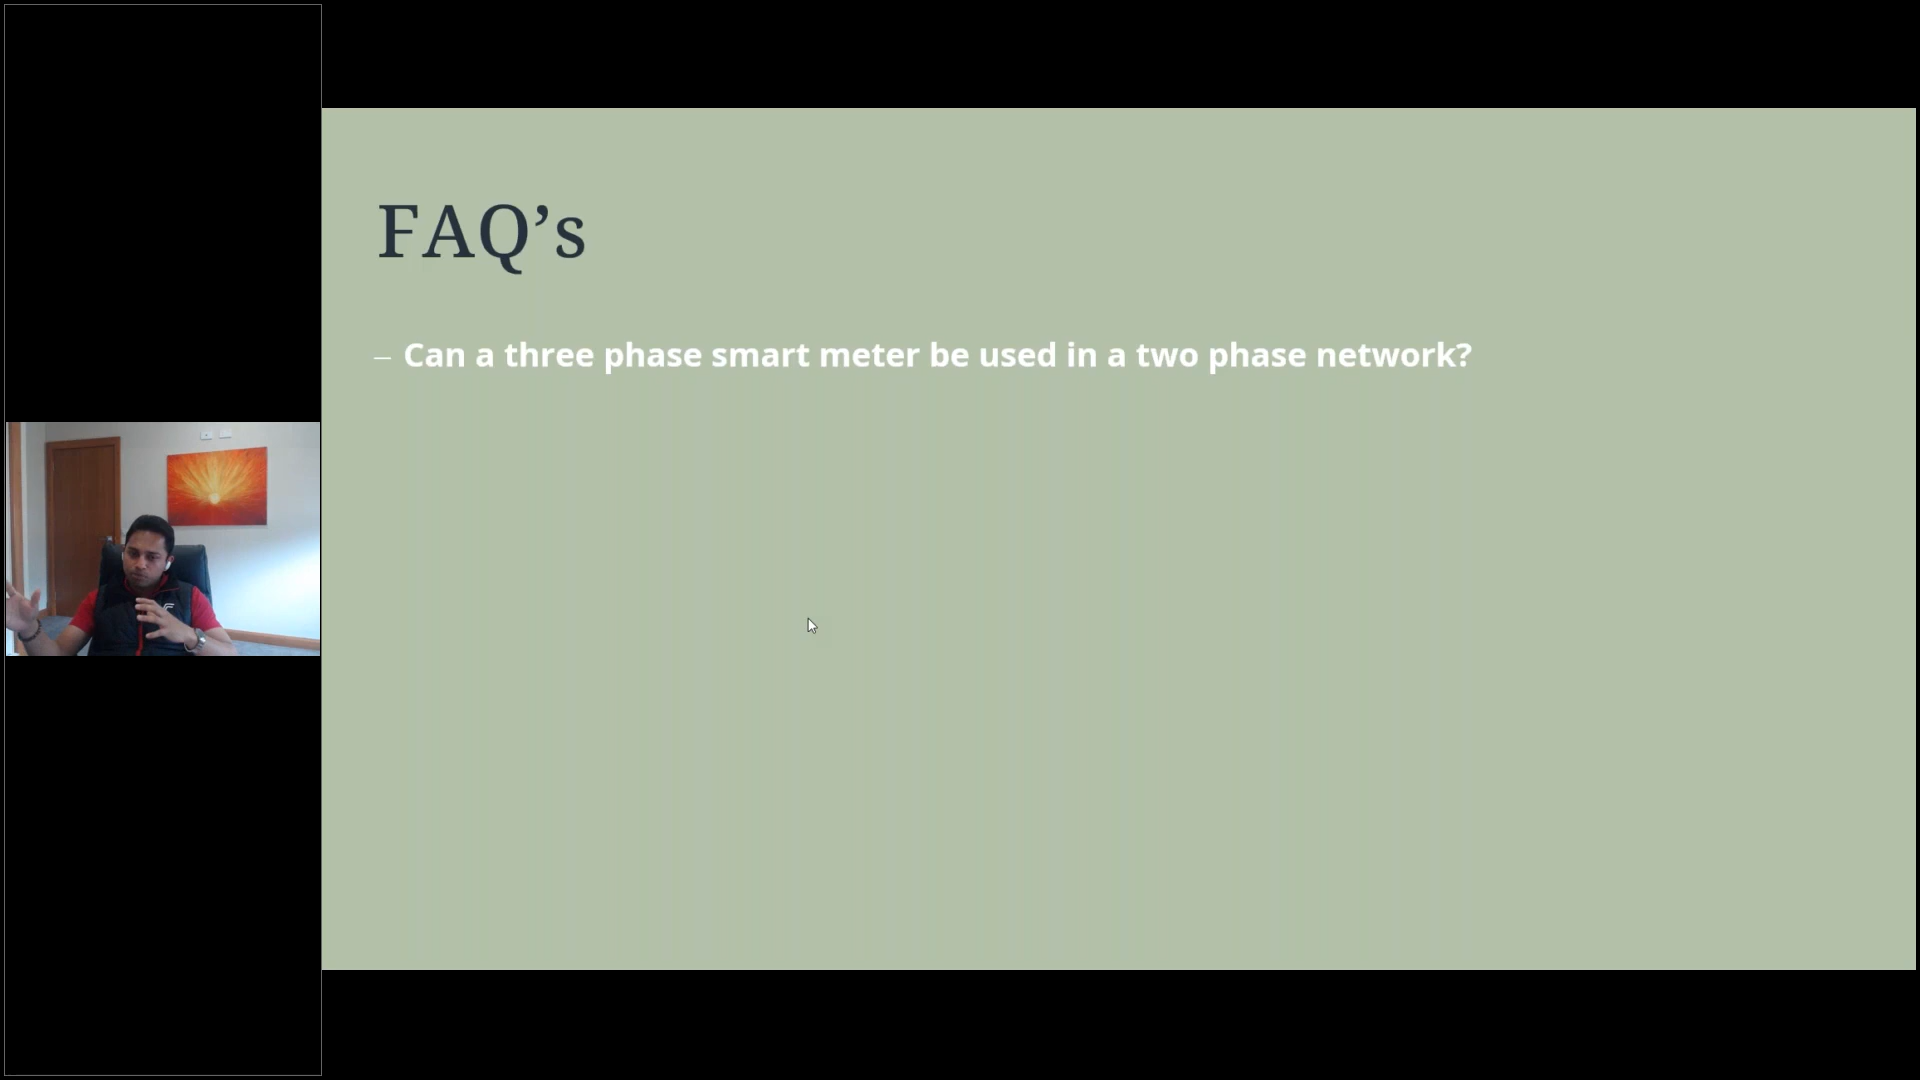 FAQ’s
– Can a three phase smart meter be used in a two phase network?